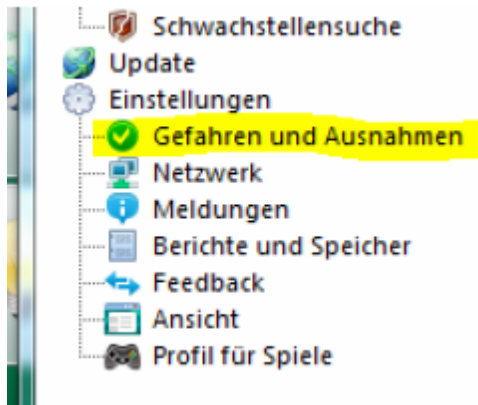 Schwachstellensuche
Update
Einstellungen
Gefahren und Ausnahmen
Netzwerk
Meldungen
Berichte und Speicher
Feedback
Ansicht
Profil für Spiele